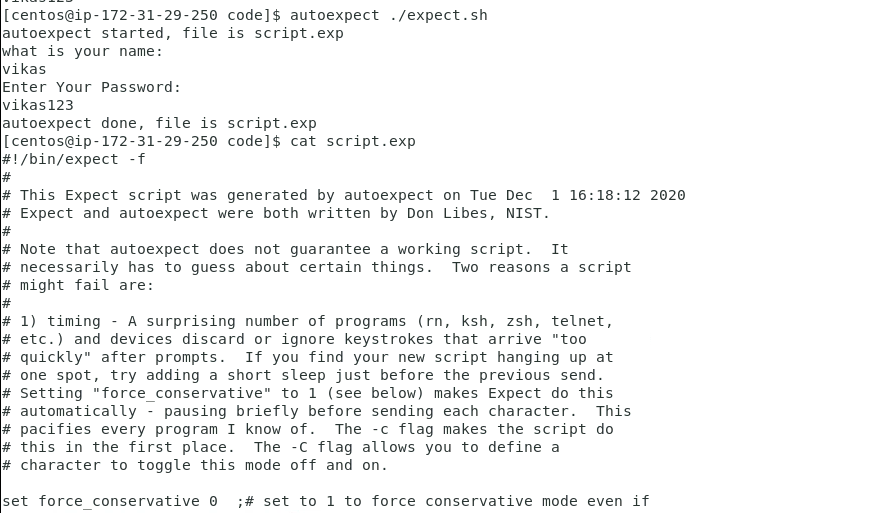 vikas123
[centos@ip-172-31-29-250 code]$ autoexpect ./expect.sh
autoexpect started, file is script.exp
what is your name:
vikas
Enter Your Password:
vikas123
autoexpect done, file is script.exp
[centos@ip-172-31-29-250 code]$ cat script.exp
#!/bin/expect -f
#
# This Expect script was generated by autoexpect on Tue Dec  1 16:18:12 2020
# Expect and autoexpect were both written by Don Libes, NIST.
#
# Note that autoexpect does not guarantee a working script.  It
# necessarily has to guess about certain things.  Two reasons a script
# might fail are:
#
# 1) timing - A surprising number of programs (rn, ksh, zsh, telnet,
# etc.) and devices discard or ignore keystrokes that arrive "too
# quickly" after prompts.  If you find your new script hanging up at
# one spot, try adding a short sleep just before the previous send.
# Setting "force_conservative" to 1 (see below) makes Expect do this
# automatically - pausing briefly before sending each character.  This
# pacifies every program I know of.  The -c flag makes the script do
# this in the first place.  The -C flag allows you to define a
# character to toggle this mode off and on.
set force_conservative 0  ;# set to 1 to force conservative mode even if